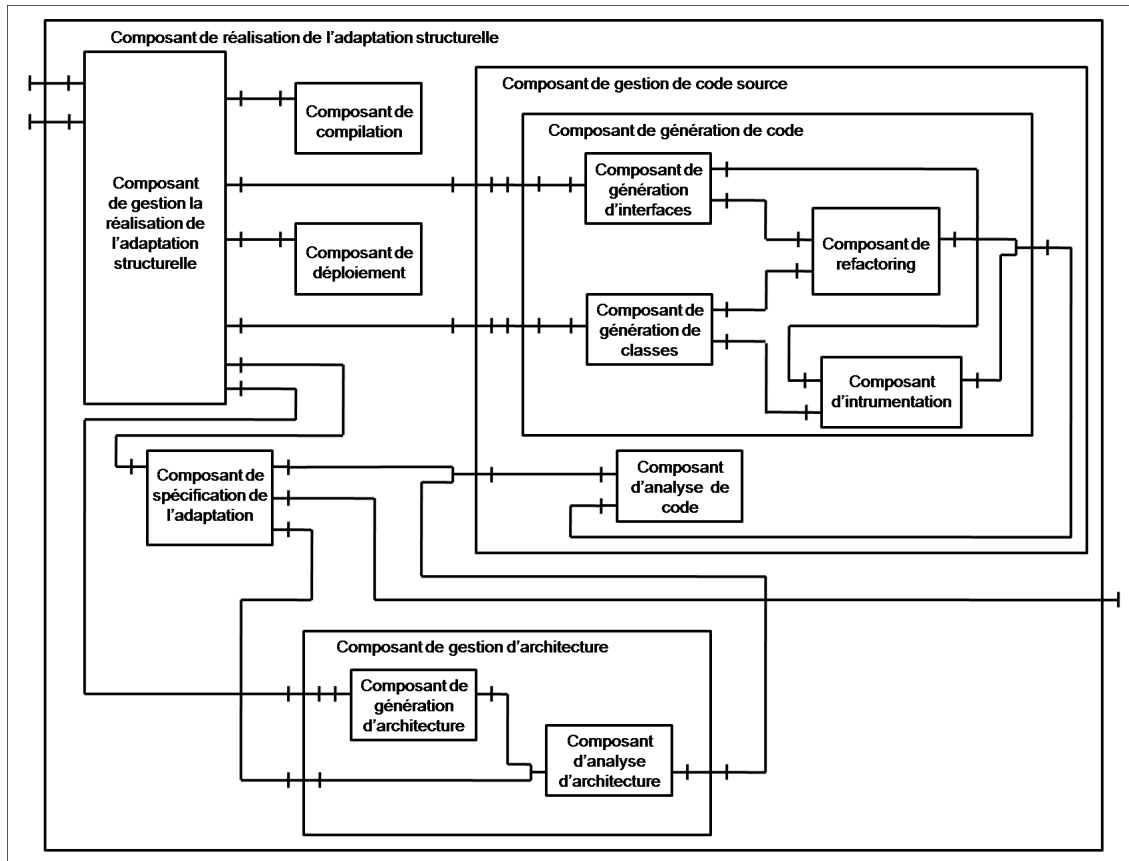 Composant de réalisation de l'adaptation structurelle
Composant
de gestion la
réalisation de
l'adaptation
structurelle
Composant de
compilation
Composant de
déploiement
Composant de gestion de code source
Composant de génération de code
Composant de
génération
d'interfaces
Composant de
refactoring
Composant de
génération de
classes
Composant
d'intrumentation
Composant de
spécification de
l'adaptation
Composant
d'analyse de
code
Composant de gestion d'architecture
Composant de
génération
d'architecture
Composant
d'analyse
d'architecture